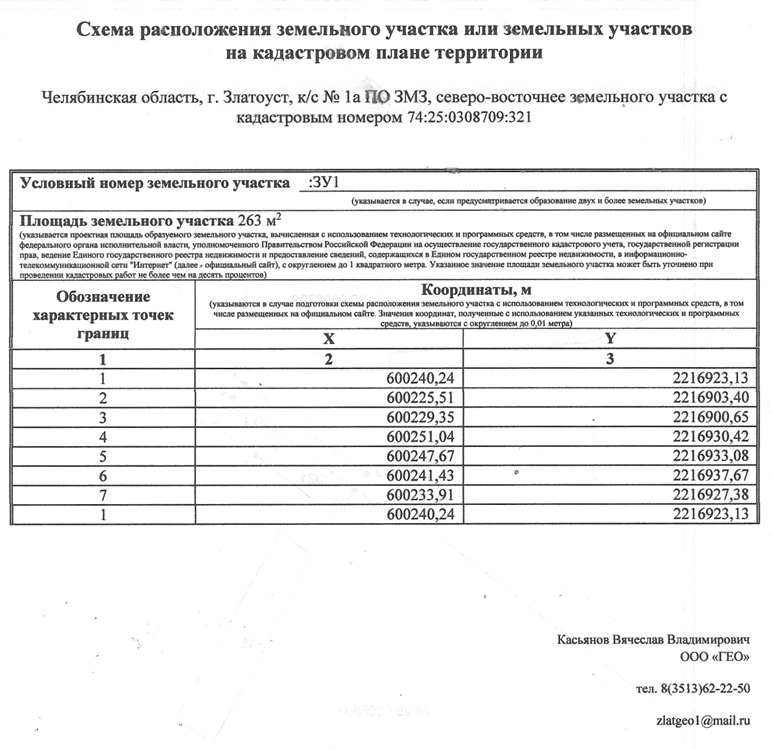 Схема расположения земельного участка или земельных участков
на кадастровом плане территории
Челябинская область, г. Златоуст, к/с № 1а ПО ЗМЗ, северо-восточнее земельного участка с
кадастровым номером 74:25:0308709:321
Условный номер земельного участка :ЗУ1
(указывается в случае, если предусмятривается образование двух и более земельных участков)
Площадь земельного участка 263 м²
(указывается проектная площадь образуемого земельного участка, вычисленная с использованием технологических и программных средств, в том числе размещенных на официальном сайте
федерального органа исполнительной власти, уполномоченного Правительством Российской Федерации на осуществление государственного кадастрового учета, государственной регистрации
прав, ведение Единого государственного реестра недвижимости и предоставление сведений, содержащихся в Едином государственном реестре недвижимости, в информационно-
телекоммуникационной сети "Интернет" (далее - официальный сайт), с округлением до 1 квадратного метра. Указанное значение площади земельного участка может быть уточнено при
проведении кадастровых работ не более чем на десять процентов)
Обозначение
характерных точек
границ
Координаты, м
(указываются в случае подготовки схемы расположения земельного участка с использованием технологических и программных средств, в том
числе размещенных на официальном сайте. Значения координат, полученные с использованием указанных технологических и программных
средств, указываются с округлением до 0,01 метра)
X Y
1 2 3
1 600240,24 2216923,13
2 600225,51 2216903,40
3 600229,35 2216900,65
4 600251,04 2216930,42
5 600247,67 2216933,08
6 600241,43 2216937,67
7 600233,91 2216927,38
1 600240,24 2216923,13
Касьянов Вячеслав Владимирович
ООО «ГЕО»
тел. 8(3513)62-22-50
zlatgeo1@mail.ru